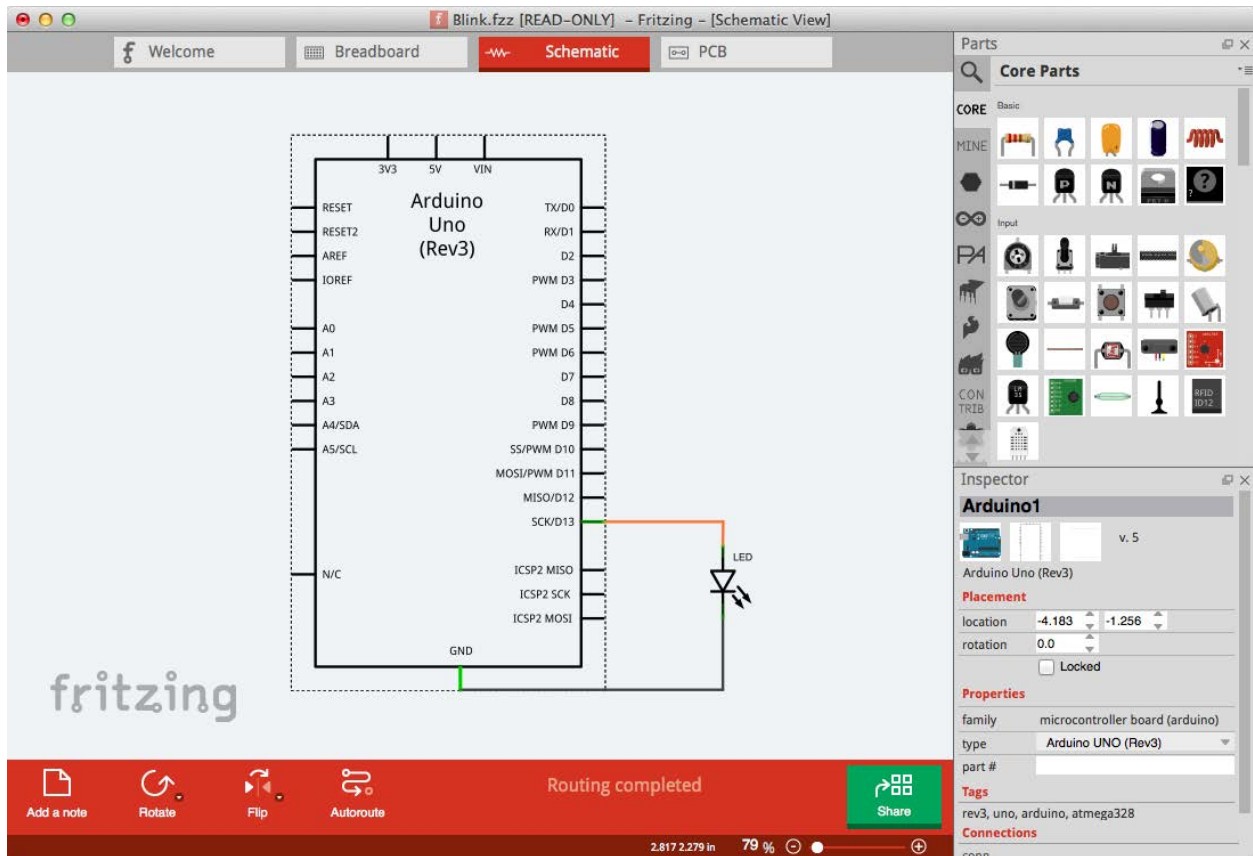 Blink.fzz [READ-ONLY] – Fritzing – [Schematic View]
Welcome
Breadboard
Schematic
PCB
3V3 5V VIN
Arduino
Uno
(Rev3)
RESET
RESET2
AREF
IOREF
A0
A1
A2
A3
A4/SDA
A5/SCL
N/C
TX/D0
RX/D1
D2
PWM D3
D4
PWM D5
PWM D6
D7
D8
PWM D9
SS/PWM D10
MOSI/PWM D11
MISO/D12
SCK/D13
ICSP2 MISO
ICSP2 SCK
ICSP2 MOSI
GND
LED
fritzing
Add a note
Rotate
Flip
Autoroute
Routing completed
Share
2.817 2.279 in
79 %
Parts
Core Parts
CORE
MINE
CON
TRIB
Basic
P
N
?
?
Input
LM
35
RFID
ID12
Inspector
Arduino1
v. 5
Arduino Uno (Rev3)
Placement
location -4.183 -1.256
rotation 0.0
Locked
Properties
family microcontroller board (arduino)
type Arduino UNO (Rev3)
part #
Tags
rev3, uno, arduino, atmega328
Connections